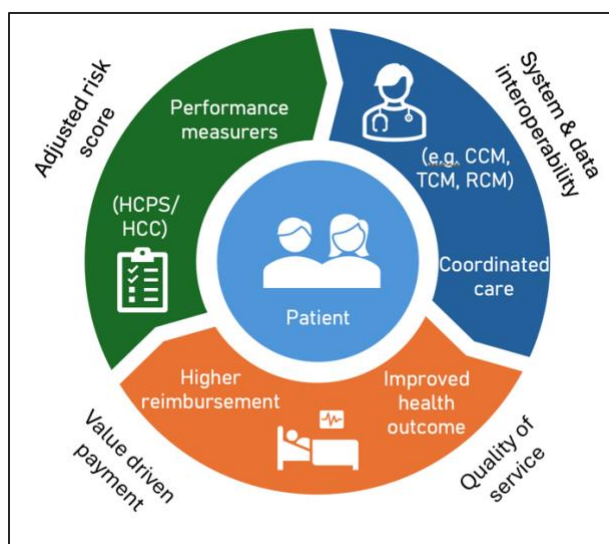 Adjusted risk
score
System & data
interoperability
Performance
measurers
(HCPS/
HCC)
(e.g. CCM,
TCM, RCM)
Coordinated
care
Patient
Higher
reimbursement
Improved
health
outcome
Value driven
payment
Quality of
service